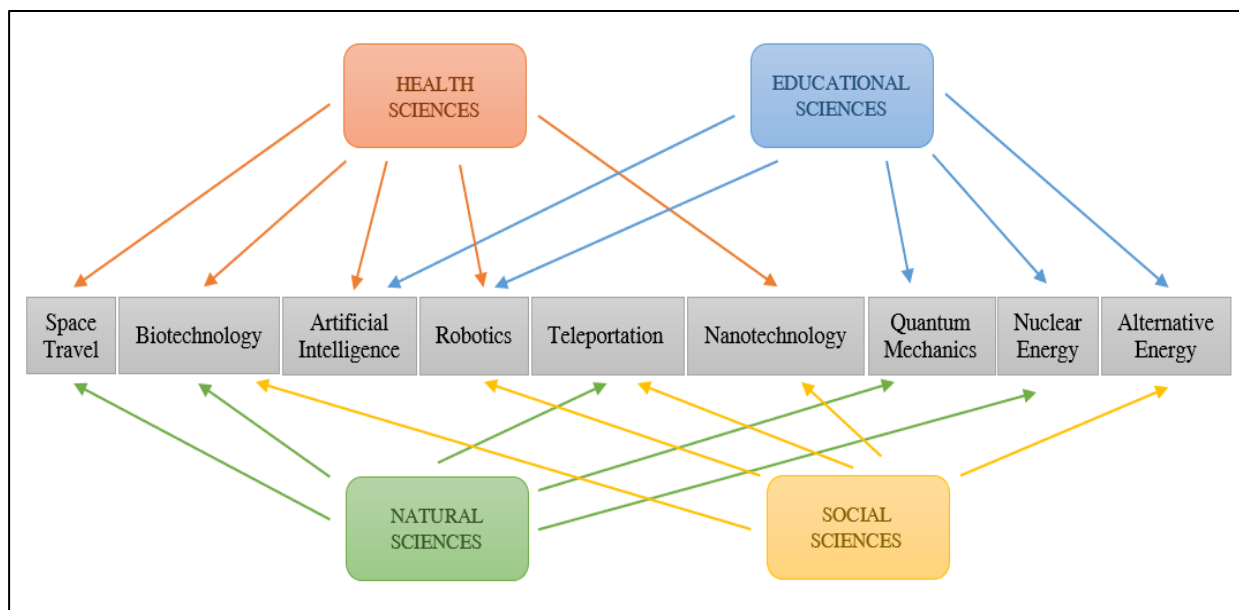 HEALTH
SCIENCES
EDUCATIONAL
SCIENCES
Space
Travel
Biotechnology
Artificial
Intelligence
Robotics
Teleportation
Nanotechnology
Quantum
Mechanics
Nuclear
Energy
Alternative
Energy
NATURAL
SCIENCES
SOCIAL
SCIENCES